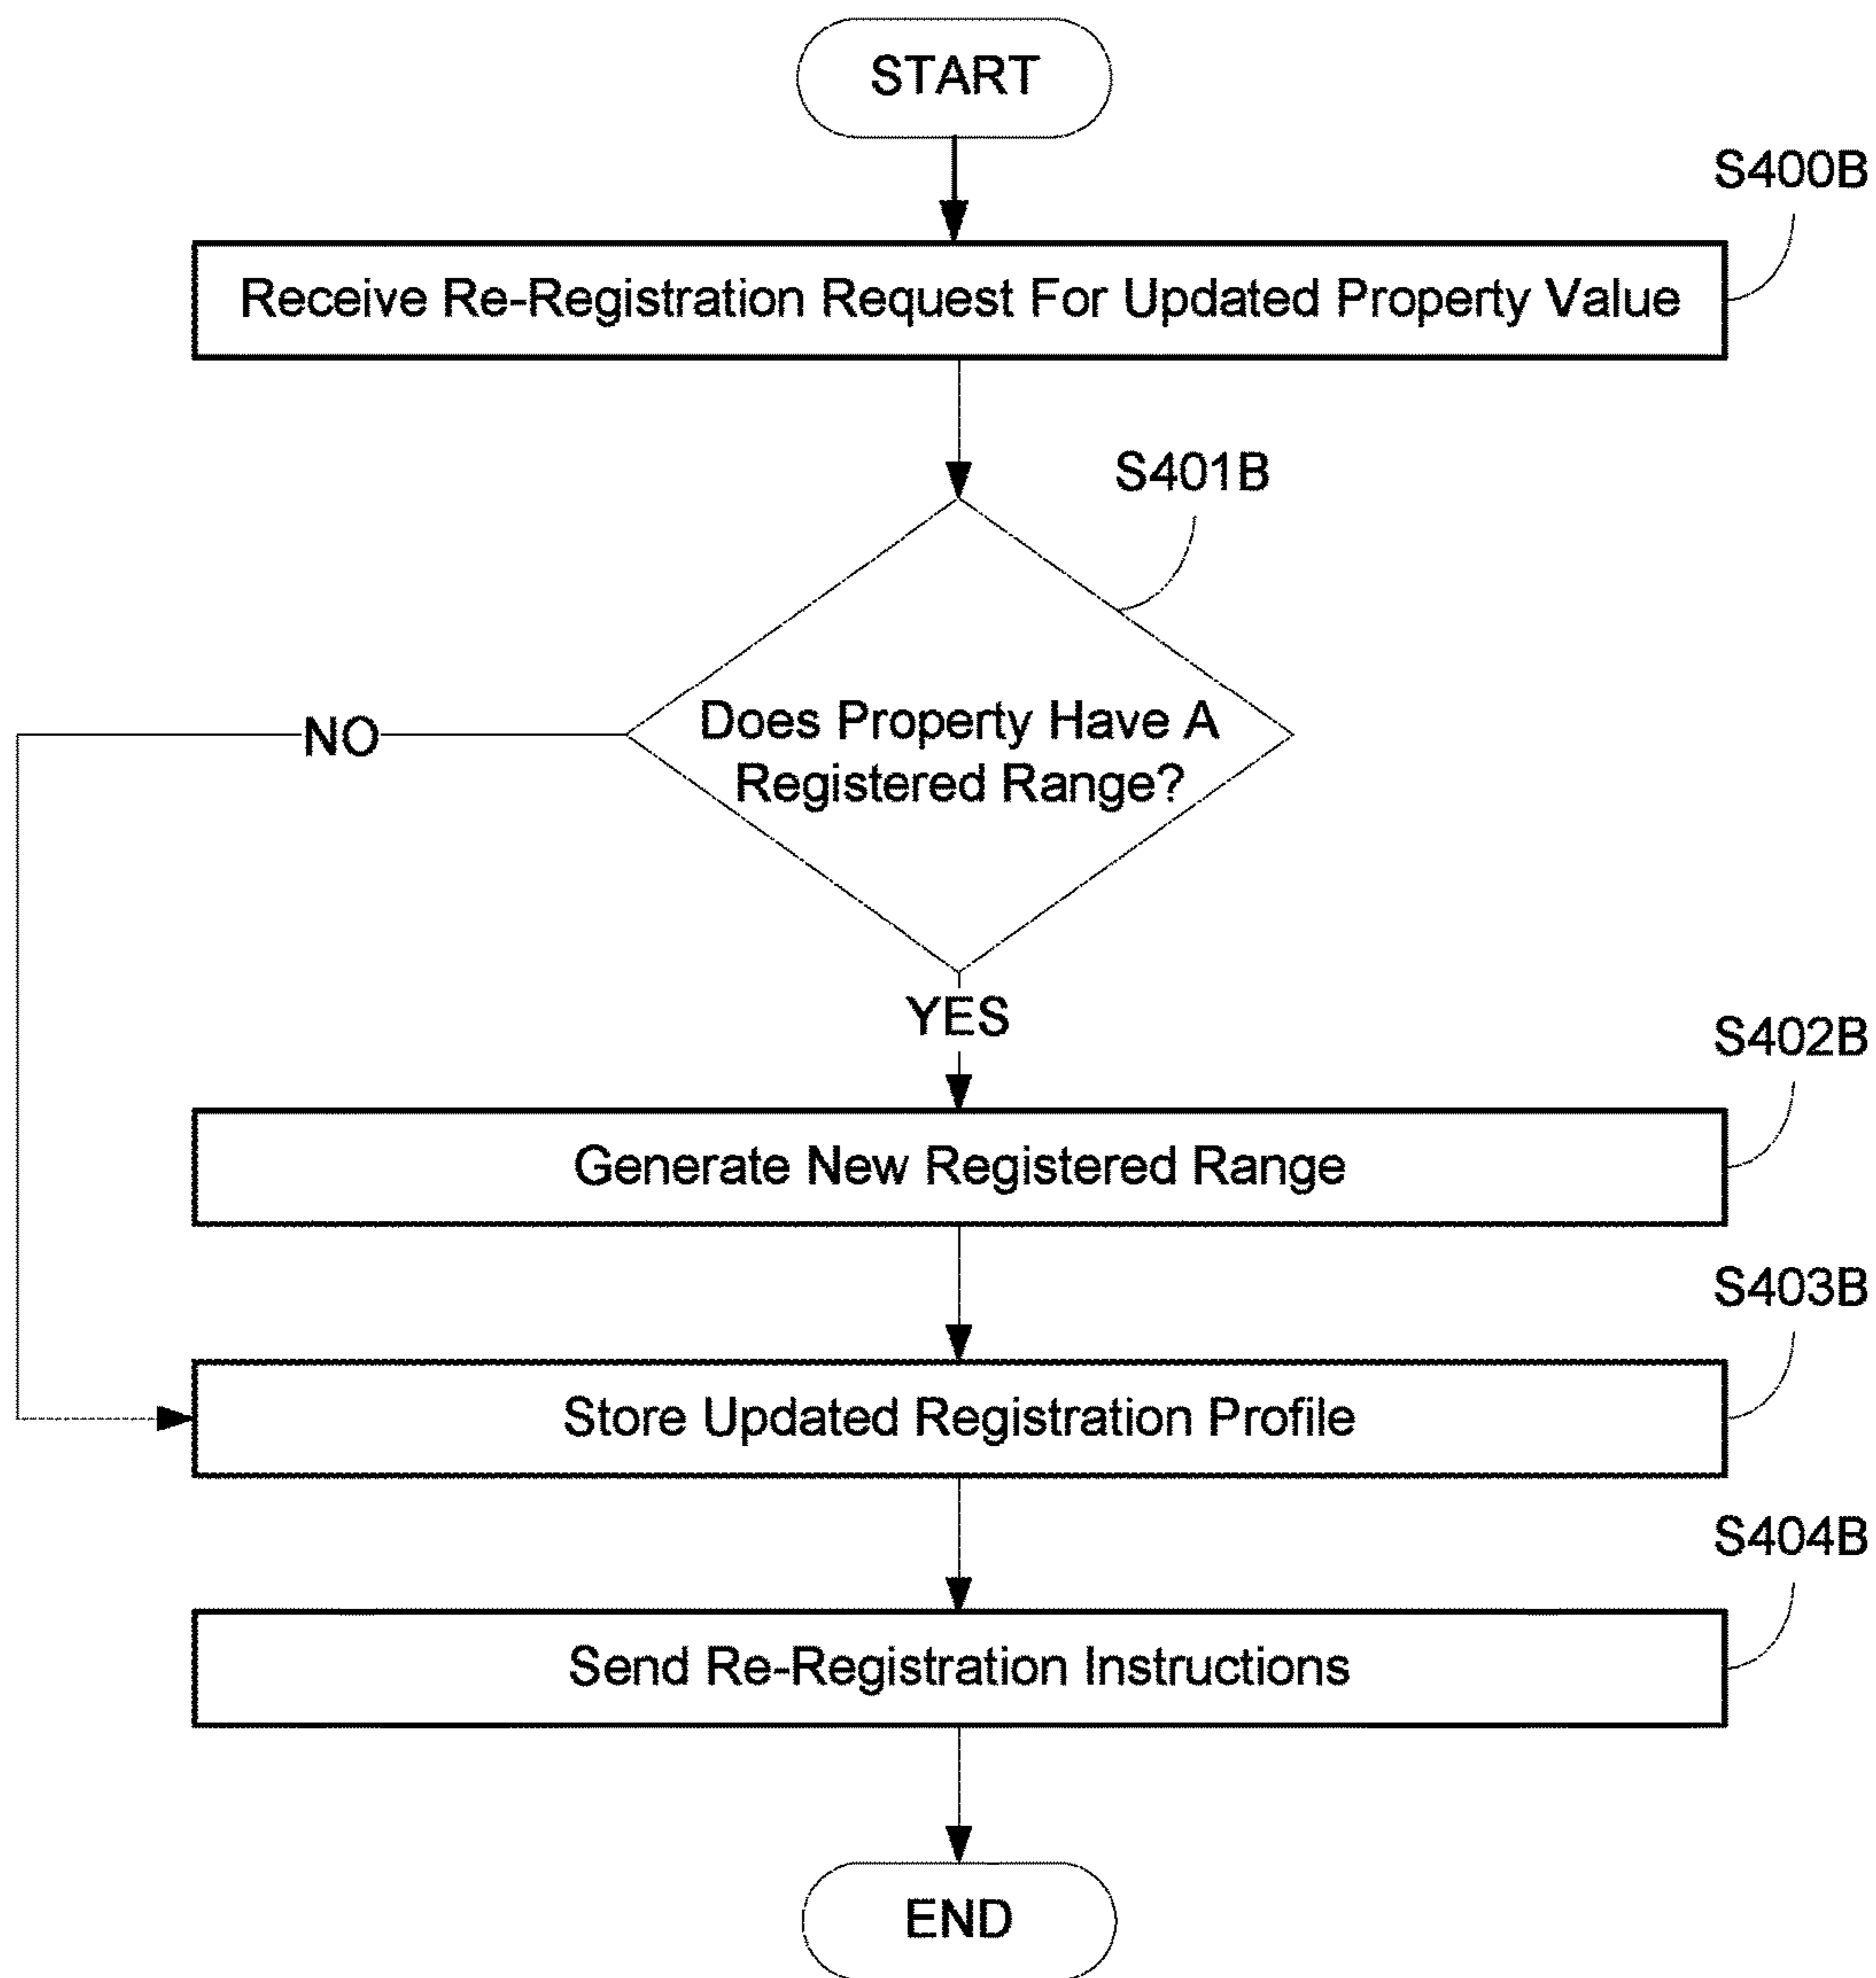 START
S400B
Receive Re-Registration Request For Updated Property Value
S401B
Does Property Have A
Registered Range?
NO
YES
S402B
Generate New Registered Range
S403B
Store Updated Registration Profile
S404B
Send Re-Registration Instructions
END